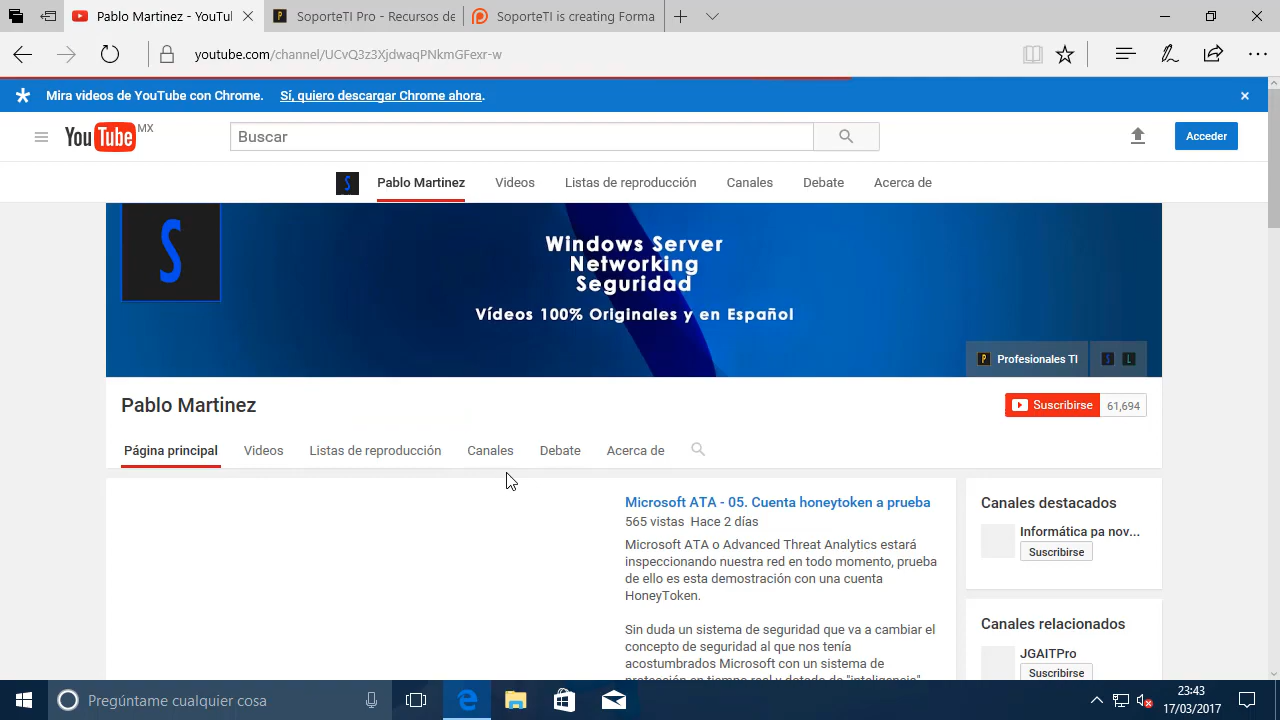 Pablo Martinez - YouTul
SoporteTI Pro - Recursos de
SoporteTI is creating Forma
youtube.com/channel/UCvQ3z3XjdwaqPNkmGFexr-w
Mira videos de YouTube con Chrome. Sí, quiero descargar Chrome ahora.
YouTube MX
Buscar
Acceder
S
Pablo Martinez
Videos
Listas de reproducción
Canales
Debate
Acerca de
S
Windows Server
Networking
Seguridad
Vídeos 100% Originales y en Español
P Profesionales TI
S
L
Pablo Martinez
Suscribirse 61,694
Página principal
Videos
Listas de reproducción
Canales
Debate
Acerca de
Microsoft ATA - 05. Cuenta honeytoken a prueba
565 vistas Hace 2 días
Microsoft ATA o Advanced Threat Analytics estará
inspeccionando nuestra red en todo momento, prueba
de ello es esta demostración con una cuenta
HoneyToken.
Sin duda un sistema de seguridad que va a cambiar el
concepto de seguridad al que nos tenía
acostumbrados Microsoft con un sistema de
protección en tiempo real y dotado de "inteligencia"
Canales destacados
Informática pa nov...
Suscribirse
Canales relacionados
JGAITPro
Suscribirse
Pregúntame cualquier cosa
23:43
17/03/2017